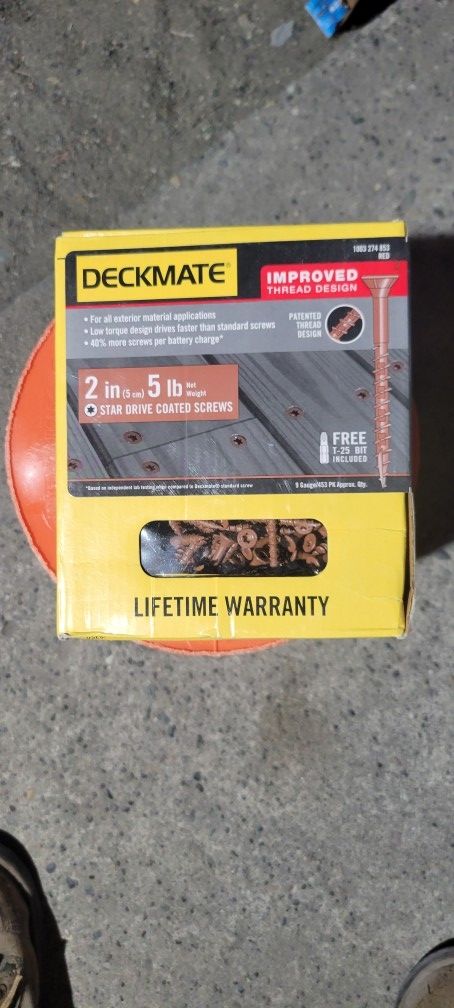 1003 274 853
RED
DECKMATE®
IMPROVED
THREAD DESIGN
• For all exterior material applications
• Low torque design drives faster than standard screws
• 40% more screws per battery charge*
PATENTED
THREAD
DESIGN
2 in (5 cm) 5 lb Net Weight
STAR DRIVE COATED SCREWS
FREE
T-25 BIT
INCLUDED
*Based on independent lab testing when compared to Deckmate® standard screw
9 Gauge/453 PK Approx. Qty.
LIFETIME WARRANTY